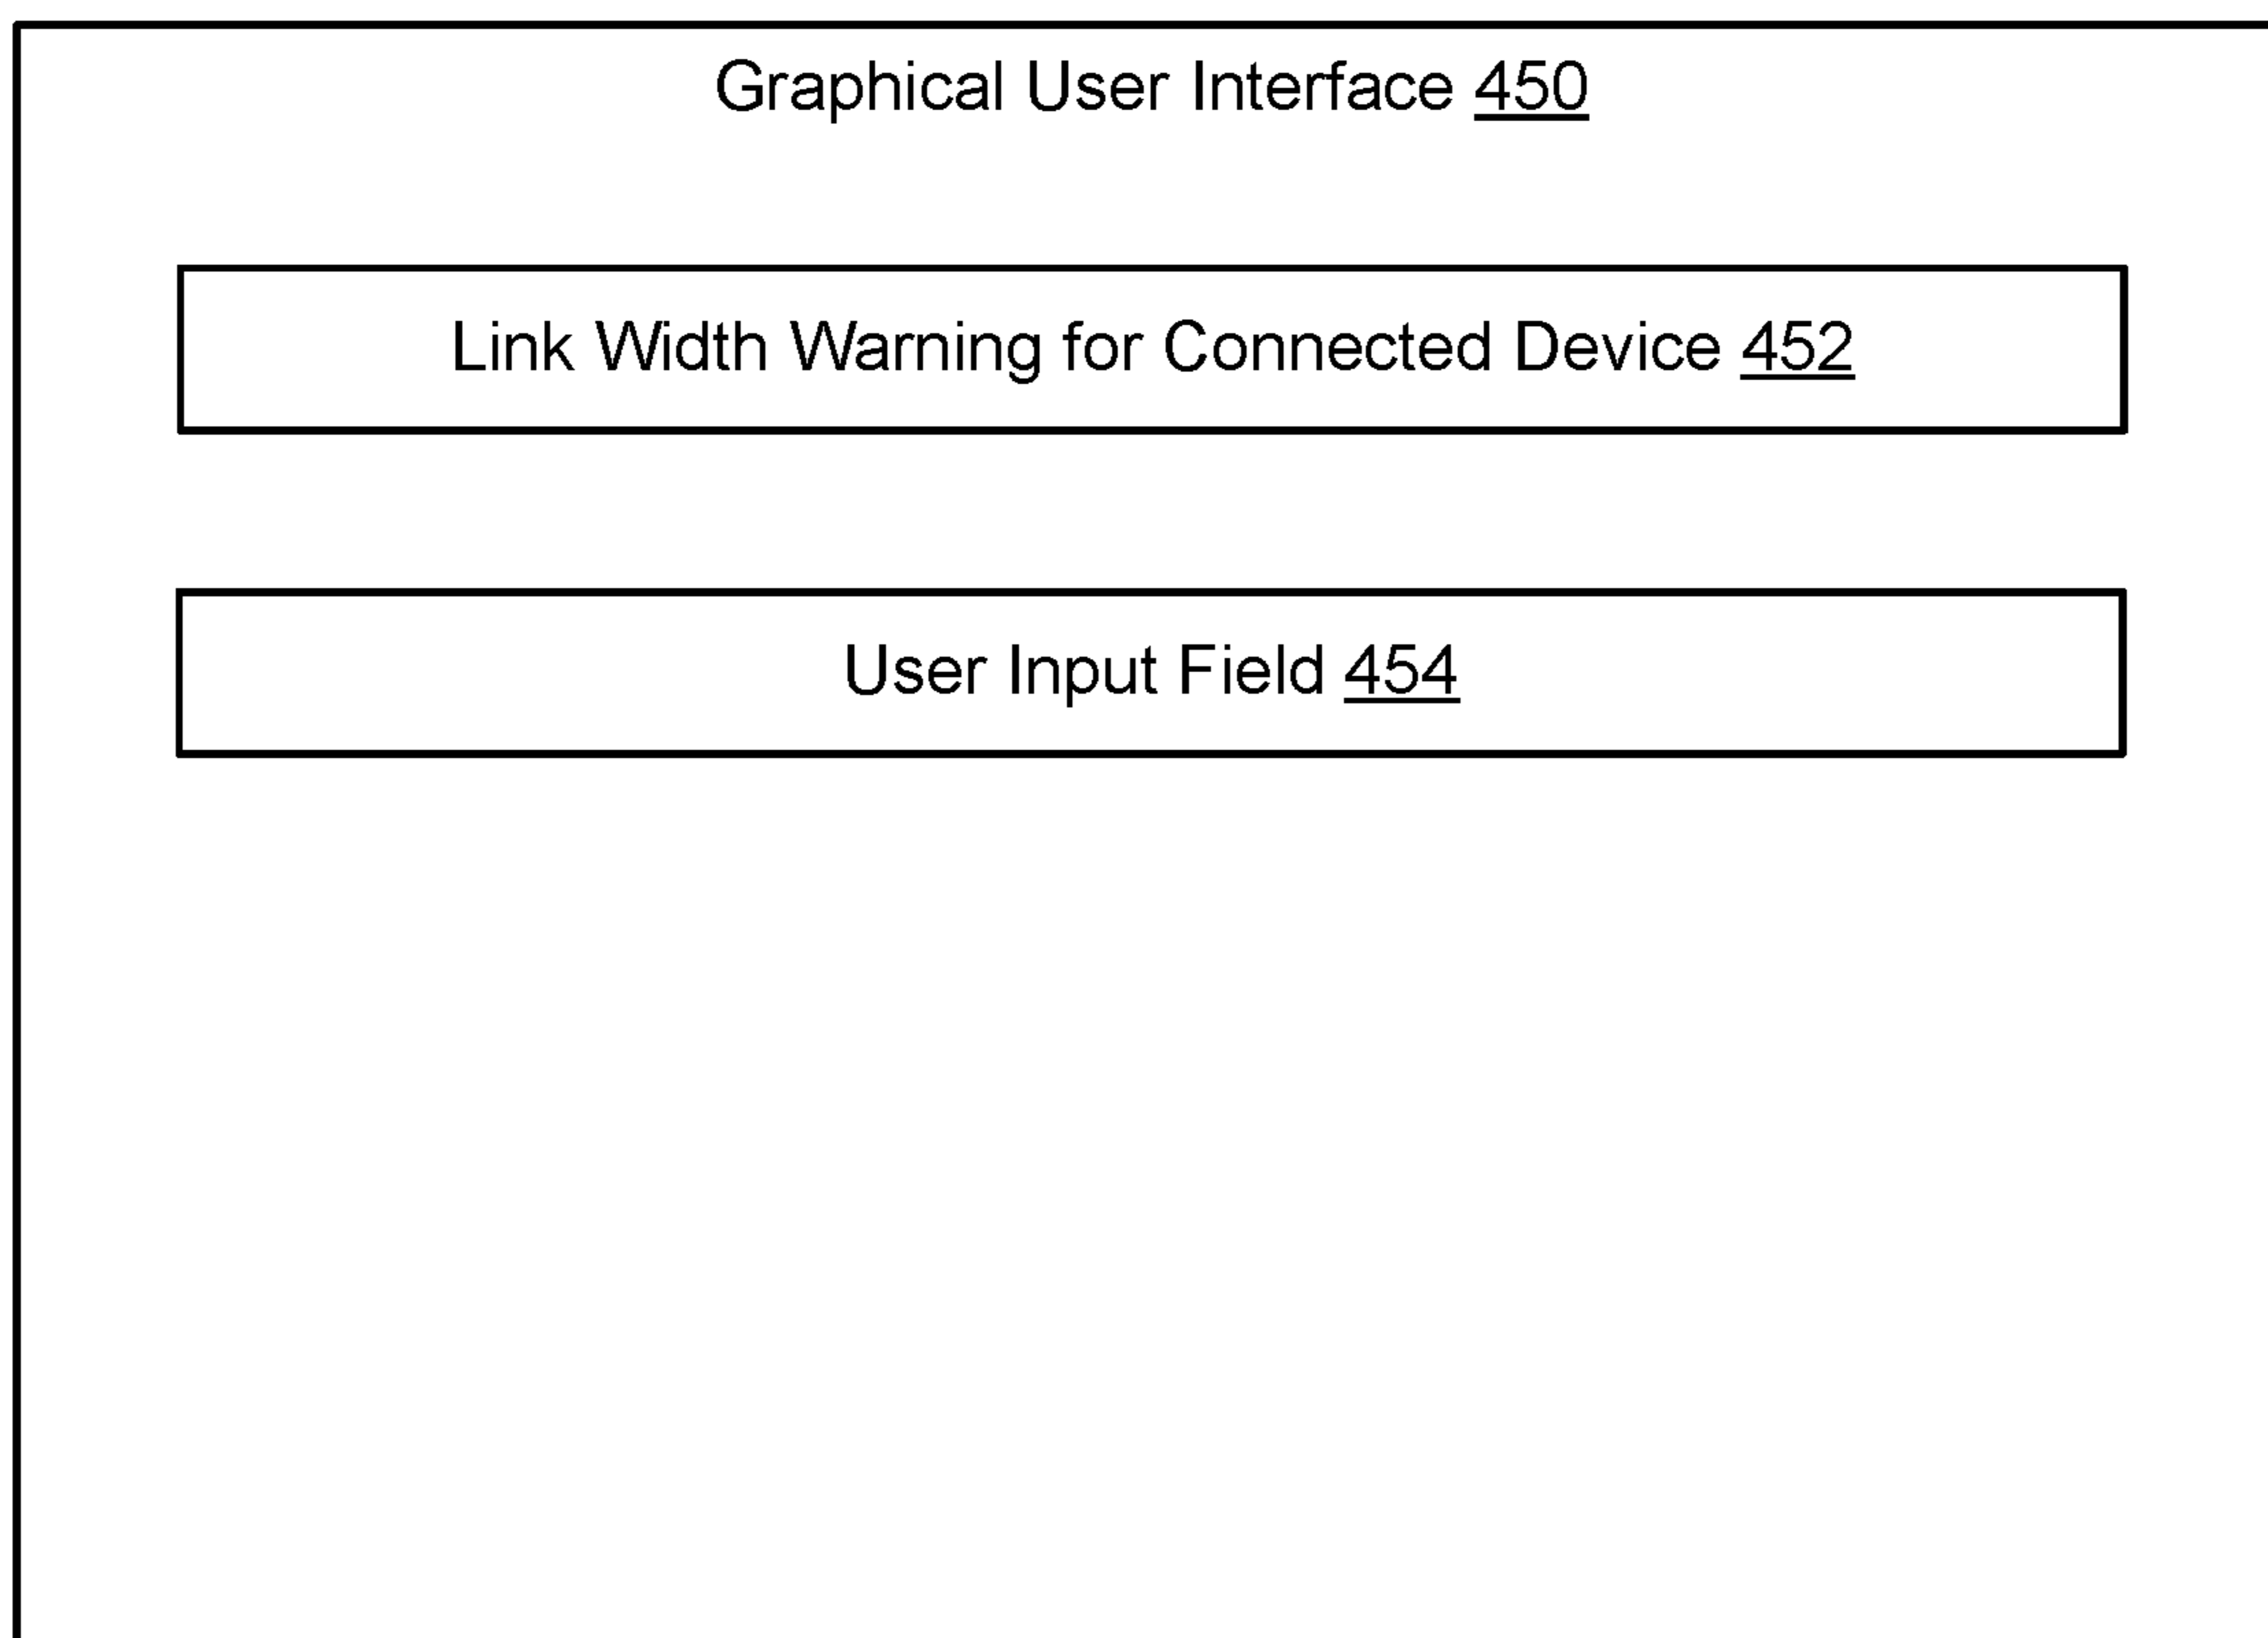 Graphical User Interface 450
Link Width Warning for Connected Device 452
User Input Field 454